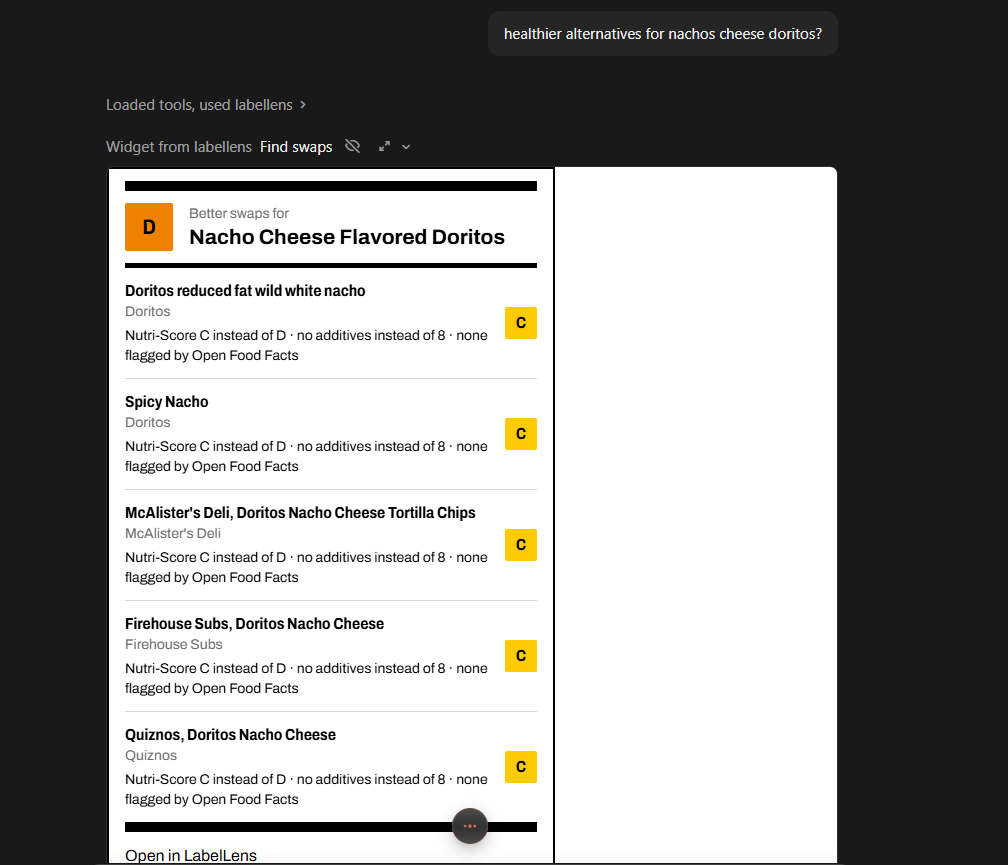 healthier alternatives for nachos cheese doritos?
Loaded tools, used labellens
Widget from labellens Find swaps
D
Better swaps for
Nacho Cheese Flavored Doritos
Doritos reduced fat wild white nacho
Doritos
Nutri-Score C instead of D · no additives instead of 8 · none
flagged by Open Food Facts
C
Spicy Nacho
Doritos
Nutri-Score C instead of D · no additives instead of 8 · none
flagged by Open Food Facts
C
McAlister's Deli, Doritos Nacho Cheese Tortilla Chips
McAlister's Deli
Nutri-Score C instead of D · no additives instead of 8 · none
flagged by Open Food Facts
C
Firehouse Subs, Doritos Nacho Cheese
Firehouse Subs
Nutri-Score C instead of D · no additives instead of 8 · none
flagged by Open Food Facts
C
Quiznos, Doritos Nacho Cheese
Quiznos
Nutri-Score C instead of D · no additives instead of 8 · none
flagged by Open Food Facts
C
Open in LabelLens